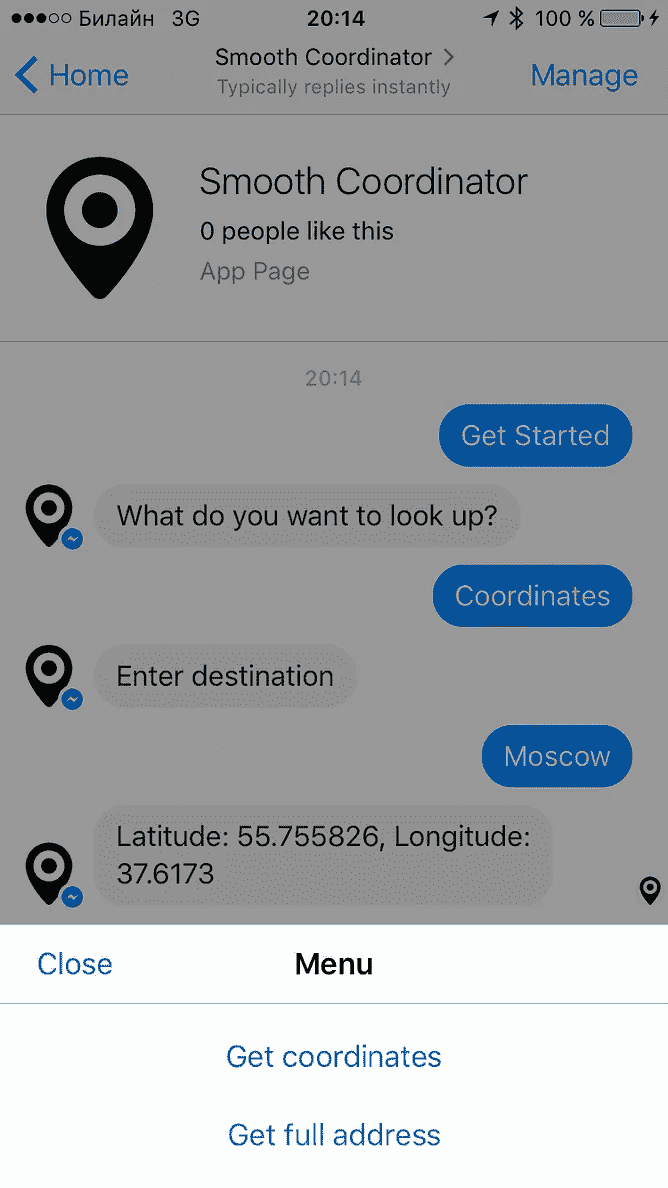 Билайн 3G 20:14 100 %
Home Smooth Coordinator Manage
Typically replies instantly
Smooth Coordinator
0 people like this
App Page
20:14
Get Started
What do you want to look up?
Coordinates
Enter destination
Moscow
Latitude: 55.755826, Longitude:
37.6173
Close Menu
Get coordinates
Get full address